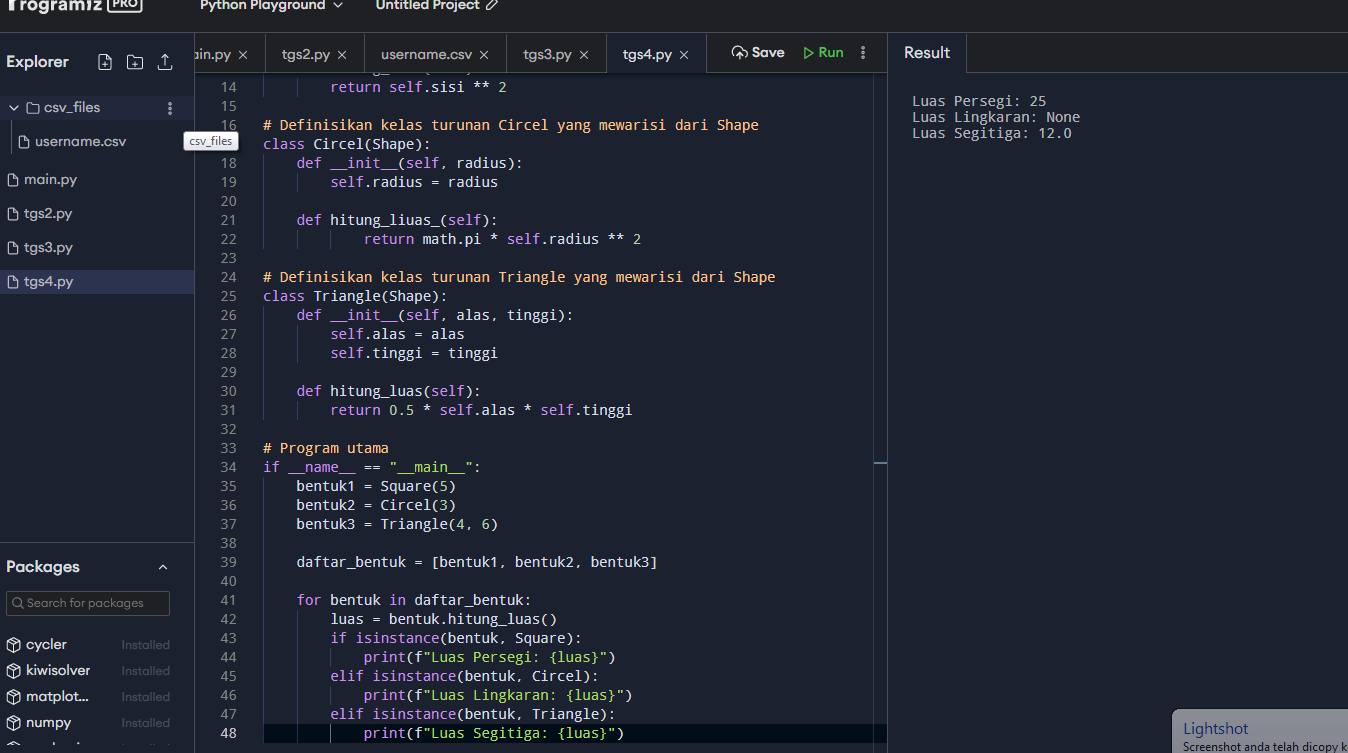 Programiz PRO
Python Playground
Untitled Project
Explorer
ain.py
tgs2.py
username.csv
tgs3.py
tgs4.py
Save
Run
Result
csv_files
username.csv
csv_files
main.py
tgs2.py
tgs3.py
tgs4.py
14 return self.sisi ** 2
15
16 # Definisikan kelas turunan Circel yang mewarisi dari Shape
class Circel(Shape):
18 def __init__(self, radius):
19 self.radius = radius
20
21 def hitung_liuas_(self):
22 return math.pi * self.radius ** 2
23
24 # Definisikan kelas turunan Triangle yang mewarisi dari Shape
25 class Triangle(Shape):
26 def __init__(self, alas, tinggi):
27 self.alas = alas
28 self.tinggi = tinggi
29
30 def hitung_luas(self):
31 return 0.5 * self.alas * self.tinggi
32
33 # Program utama
34 if __name__ == "__main__":
35 bentuk1 = Square(5)
36 bentuk2 = Circel(3)
37 bentuk3 = Triangle(4, 6)
38
39 daftar_bentuk = [bentuk1, bentuk2, bentuk3]
40
41 for bentuk in daftar_bentuk:
42 luas = bentuk.hitung_luas()
43 if isinstance(bentuk, Square):
44 print(f"Luas Persegi: {luas}")
45 elif isinstance(bentuk, Circel):
46 print(f"Luas Lingkaran: {luas}")
47 elif isinstance(bentuk, Triangle):
48 print(f"Luas Segitiga: {luas}")
Luas Persegi: 25
Luas Lingkaran: None
Luas Segitiga: 12.0
Packages
Search for packages
cycler Installed
kiwisolver Installed
matplot... Installed
numpy Installed
Lightshot
Screenshot anda telah dicopy k